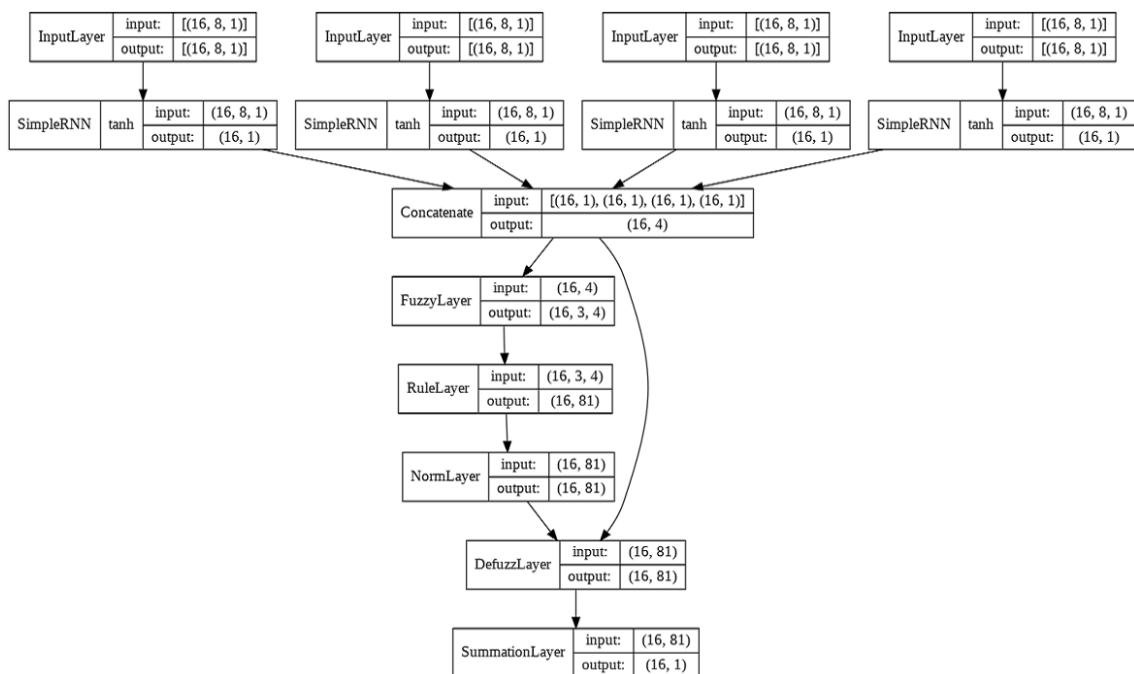 InputLayer input: [(16, 8, 1)] output: [(16, 8, 1)]
InputLayer input: [(16, 8, 1)] output: [(16, 8, 1)]
InputLayer input: [(16, 8, 1)] output: [(16, 8, 1)]
InputLayer input: [(16, 8, 1)] output: [(16, 8, 1)]
SimpleRNN tanh input: (16, 8, 1) output: (16, 1)
SimpleRNN tanh input: (16, 8, 1) output: (16, 1)
SimpleRNN tanh input: (16, 8, 1) output: (16, 1)
SimpleRNN tanh input: (16, 8, 1) output: (16, 1)
Concatenate input: [(16, 1), (16, 1), (16, 1), (16, 1)] output: (16, 4)
FuzzyLayer input: (16, 4) output: (16, 3, 4)
RuleLayer input: (16, 3, 4) output: (16, 81)
NormLayer input: (16, 81) output: (16, 81)
DefuzzLayer input: (16, 81) output: (16, 81)
SummationLayer input: (16, 81) output: (16, 1)